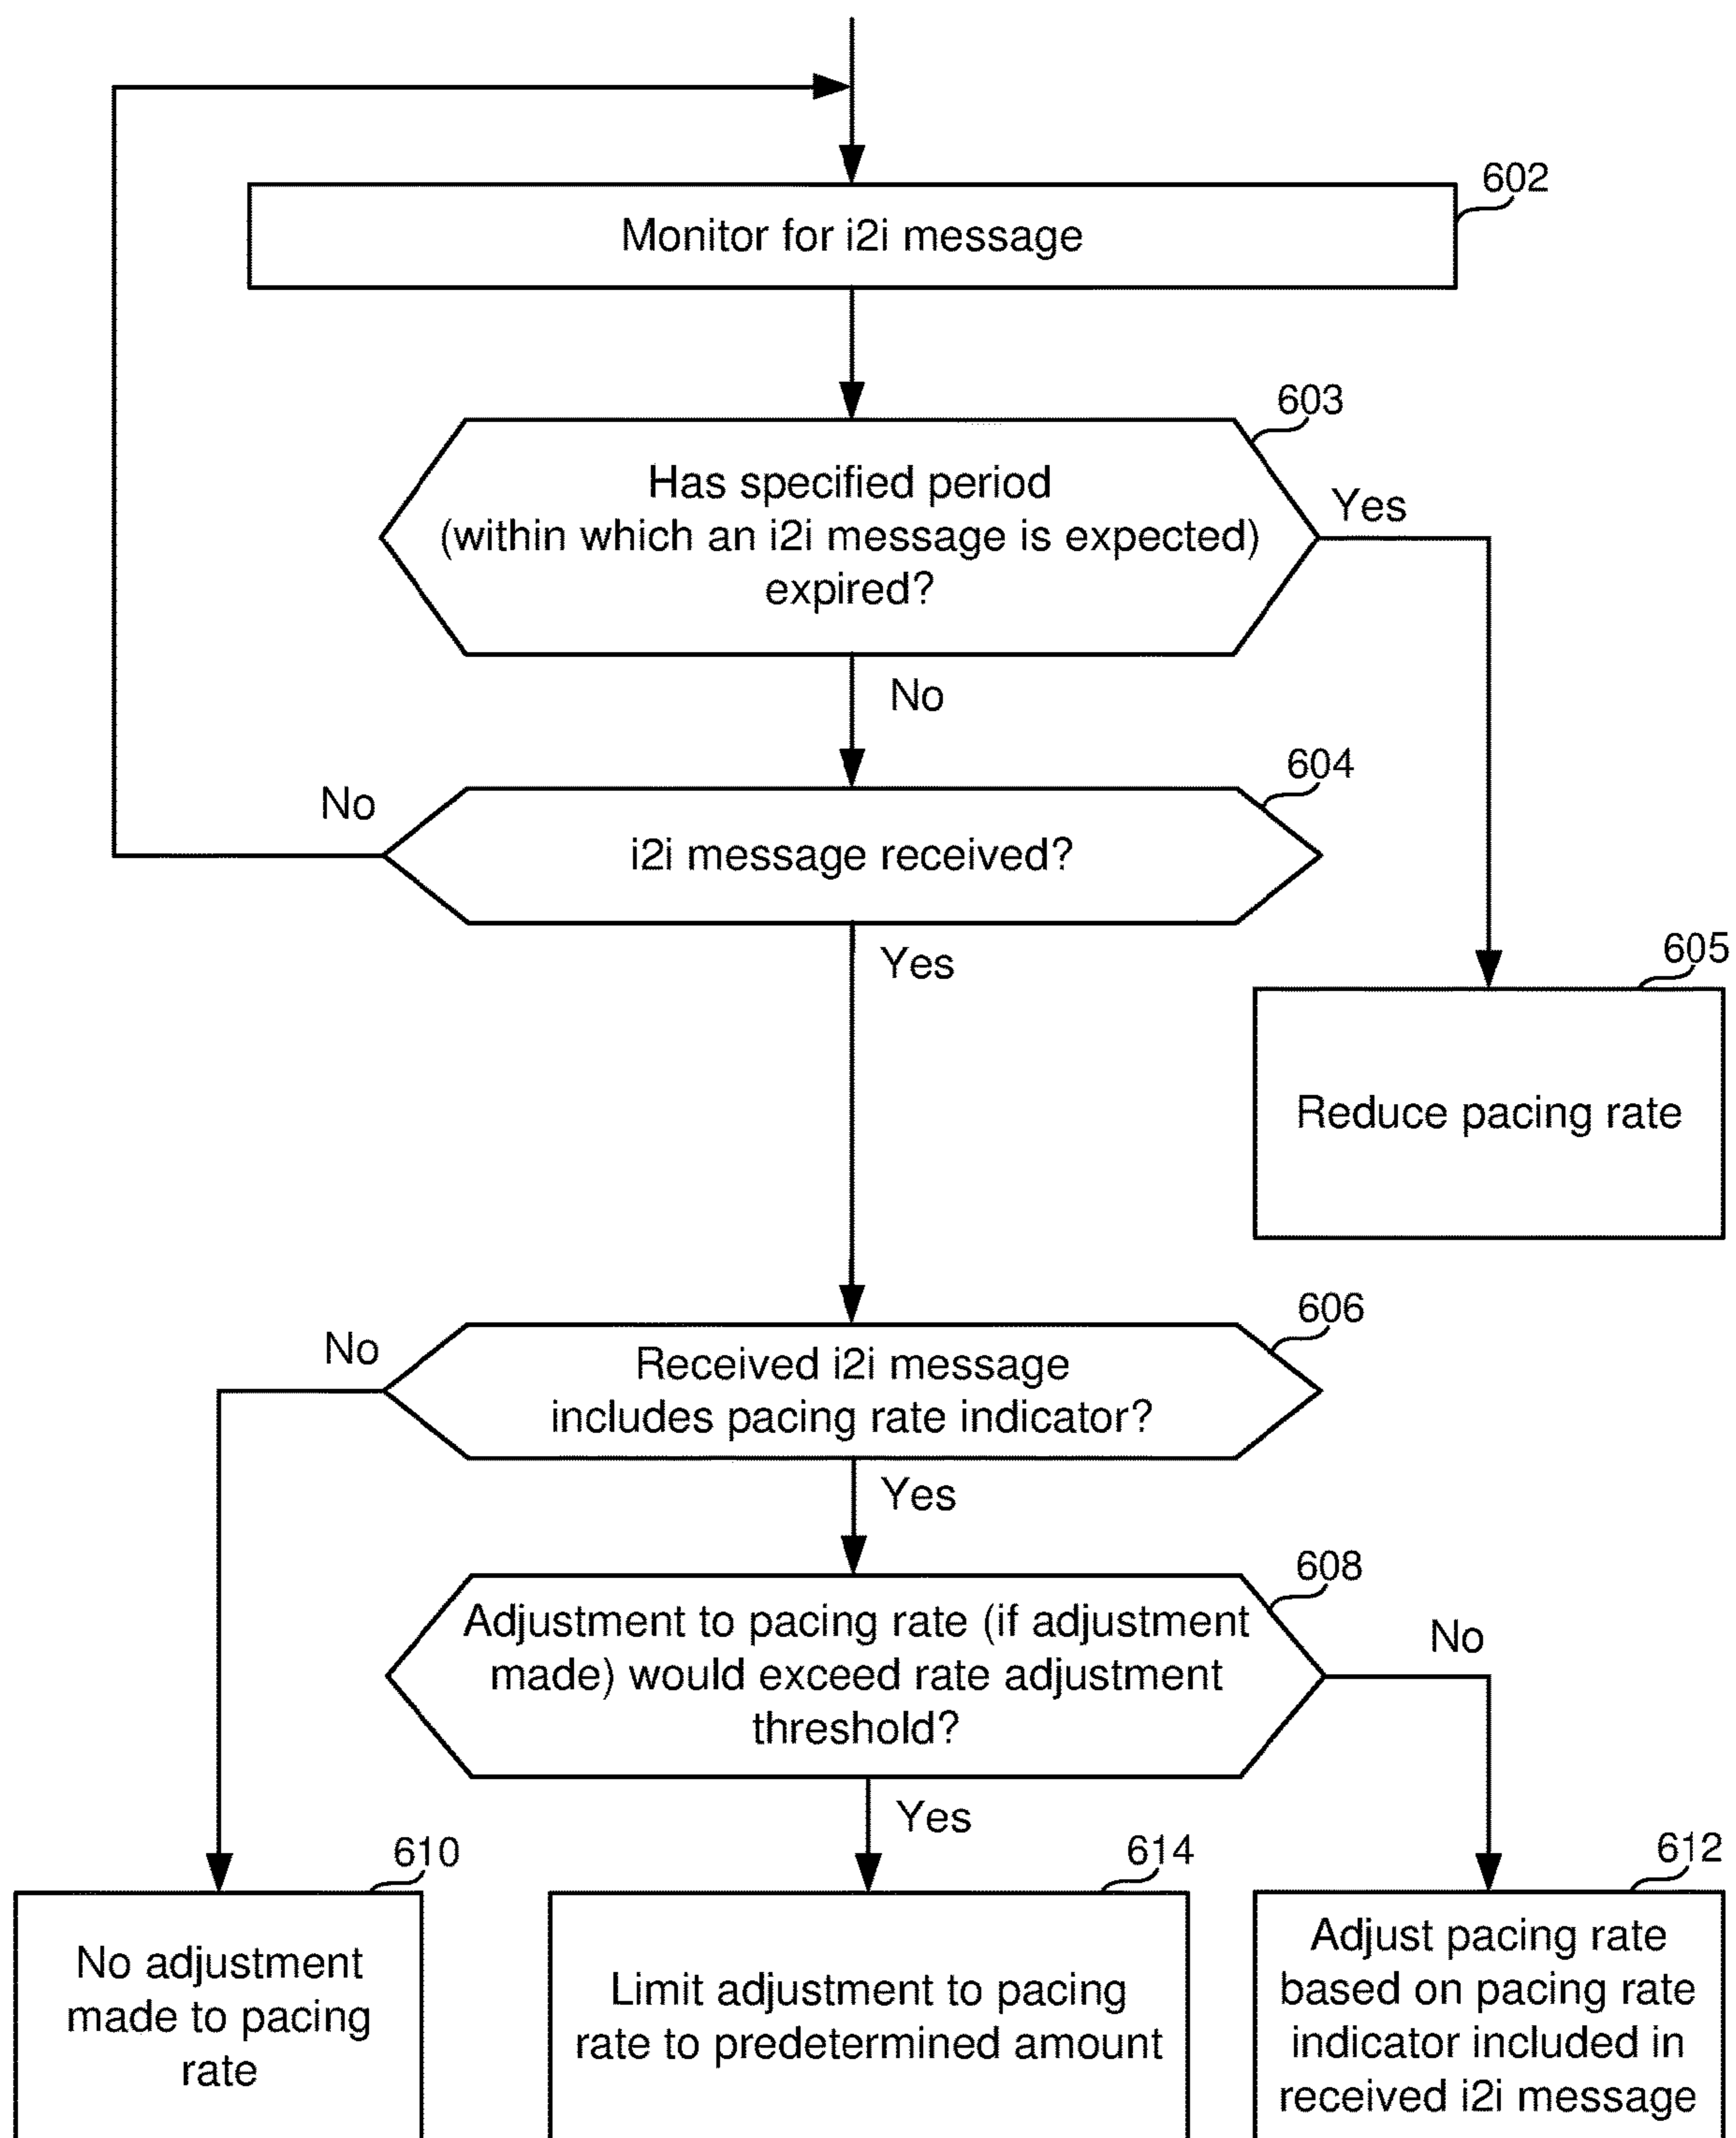 602
Monitor for i2i message
603
Has specified period
(within which an i2i message is expected)
expired?
Yes
No
604
No
i2i message received?
Yes
605
Reduce pacing rate
606
No
Received i2i message
includes pacing rate indicator?
Yes
608
Adjustment to pacing rate (if adjustment
made) would exceed rate adjustment
threshold?
No
Yes
610
No adjustment
made to pacing
rate
614
Limit adjustment to pacing
rate to predetermined amount
612
Adjust pacing rate
based on pacing rate
indicator included in
received i2i message